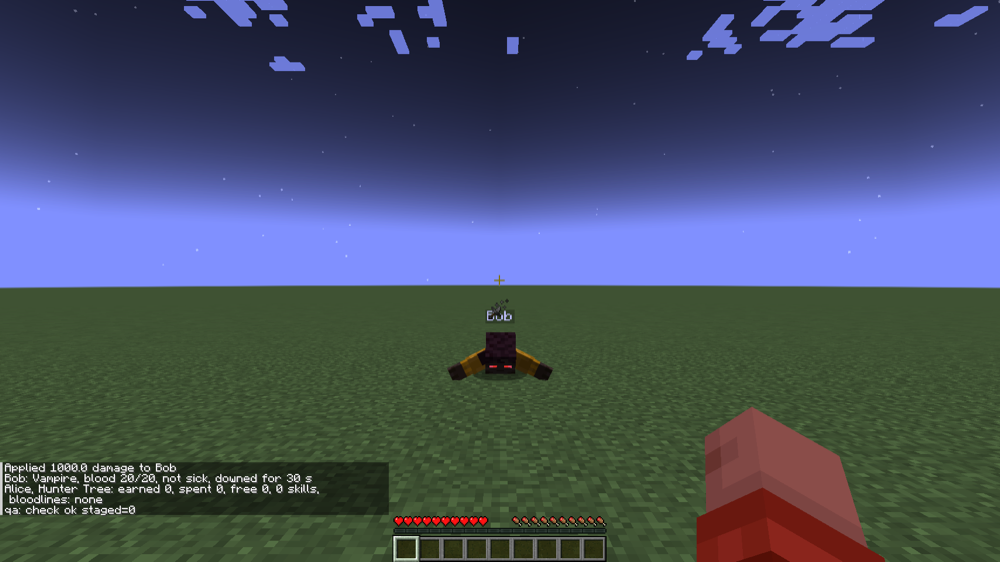 Bob
Applied 1000.0 damage to Bob
Bob: Vampire, blood 20/20, not sick, downed for 30 s
Alice, Hunter Tree: earned 0, spent 0, free 0, 0 skills,
bloodlines: none
qa: check ok staged=0